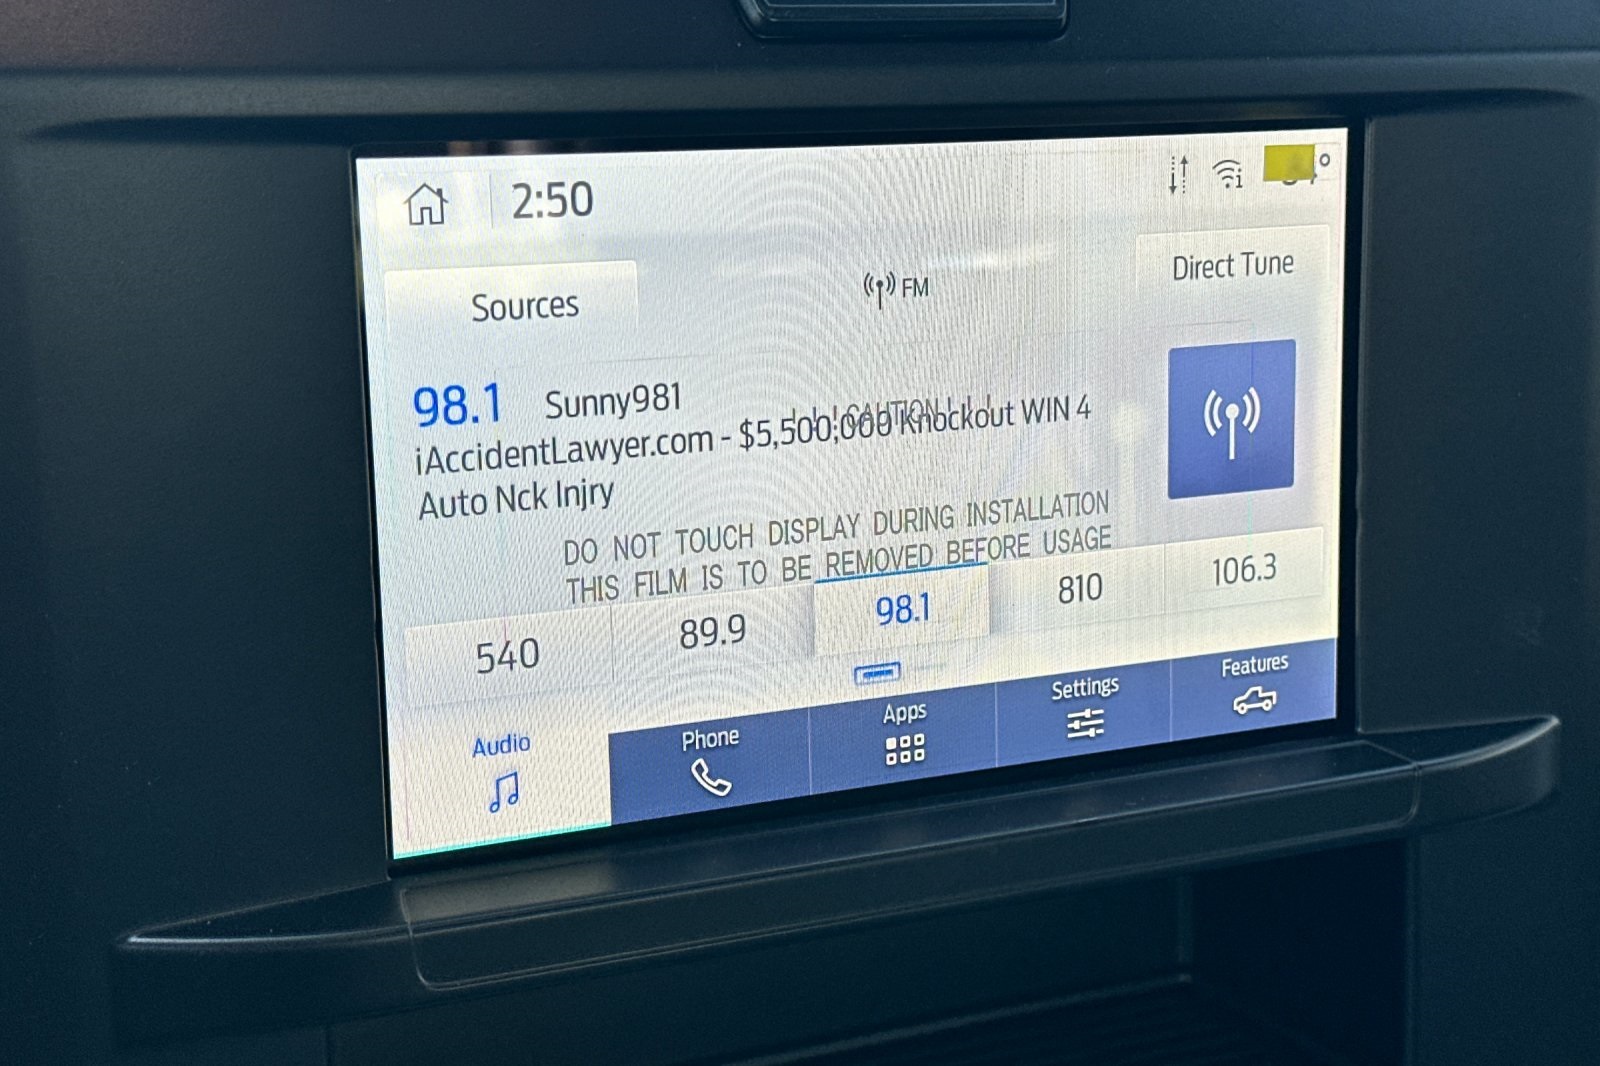 2:50
Sources
FM
Direct Tune
98.1 Sunny981
iAccidentLawyer.com - $5,500,000 Knockout WIN 4
Auto Nck Injry
! ! ! CAUTION ! ! !
DO NOT TOUCH DISPLAY DURING INSTALLATION
THIS FILM IS TO BE REMOVED BEFORE USAGE
540 89.9 98.1 810 106.3
Audio Phone Apps Settings Features